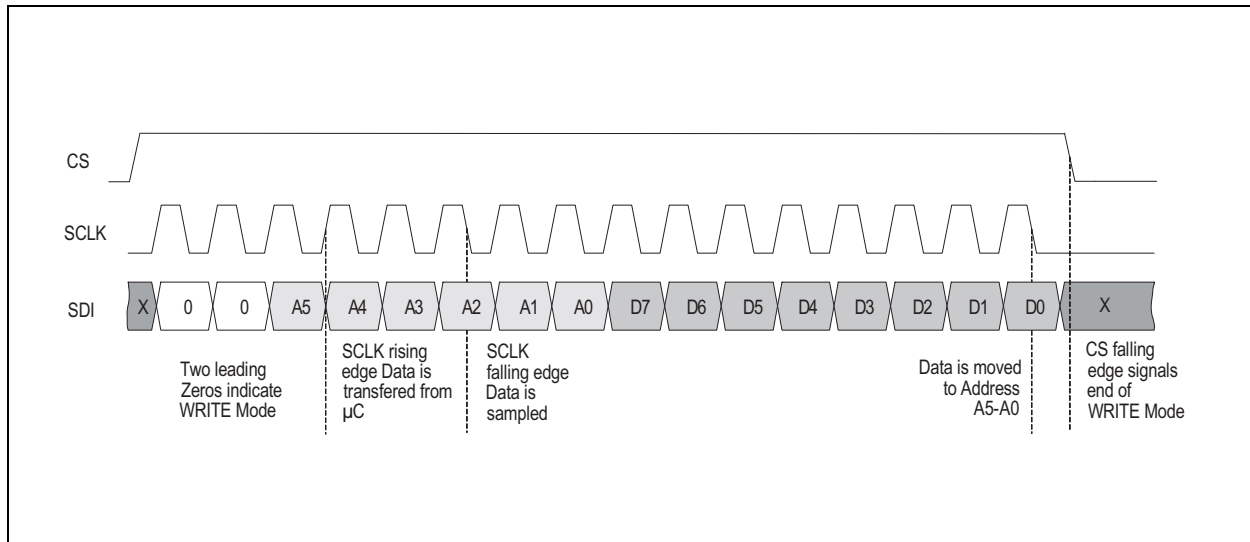 CS
SCLK
SDI
X 0 0 A5 A4 A3 A2 A1 A0 D7 D6 D5 D4 D3 D2 D1 D0 X
Two leading
Zeros indicate
WRITE Mode
SCLK rising
edge Data is
transfered from
µC
SCLK
falling edge
Data is
sampled
Data is moved
to Address
A5-A0
CS falling
edge signals
end of
WRITE Mode